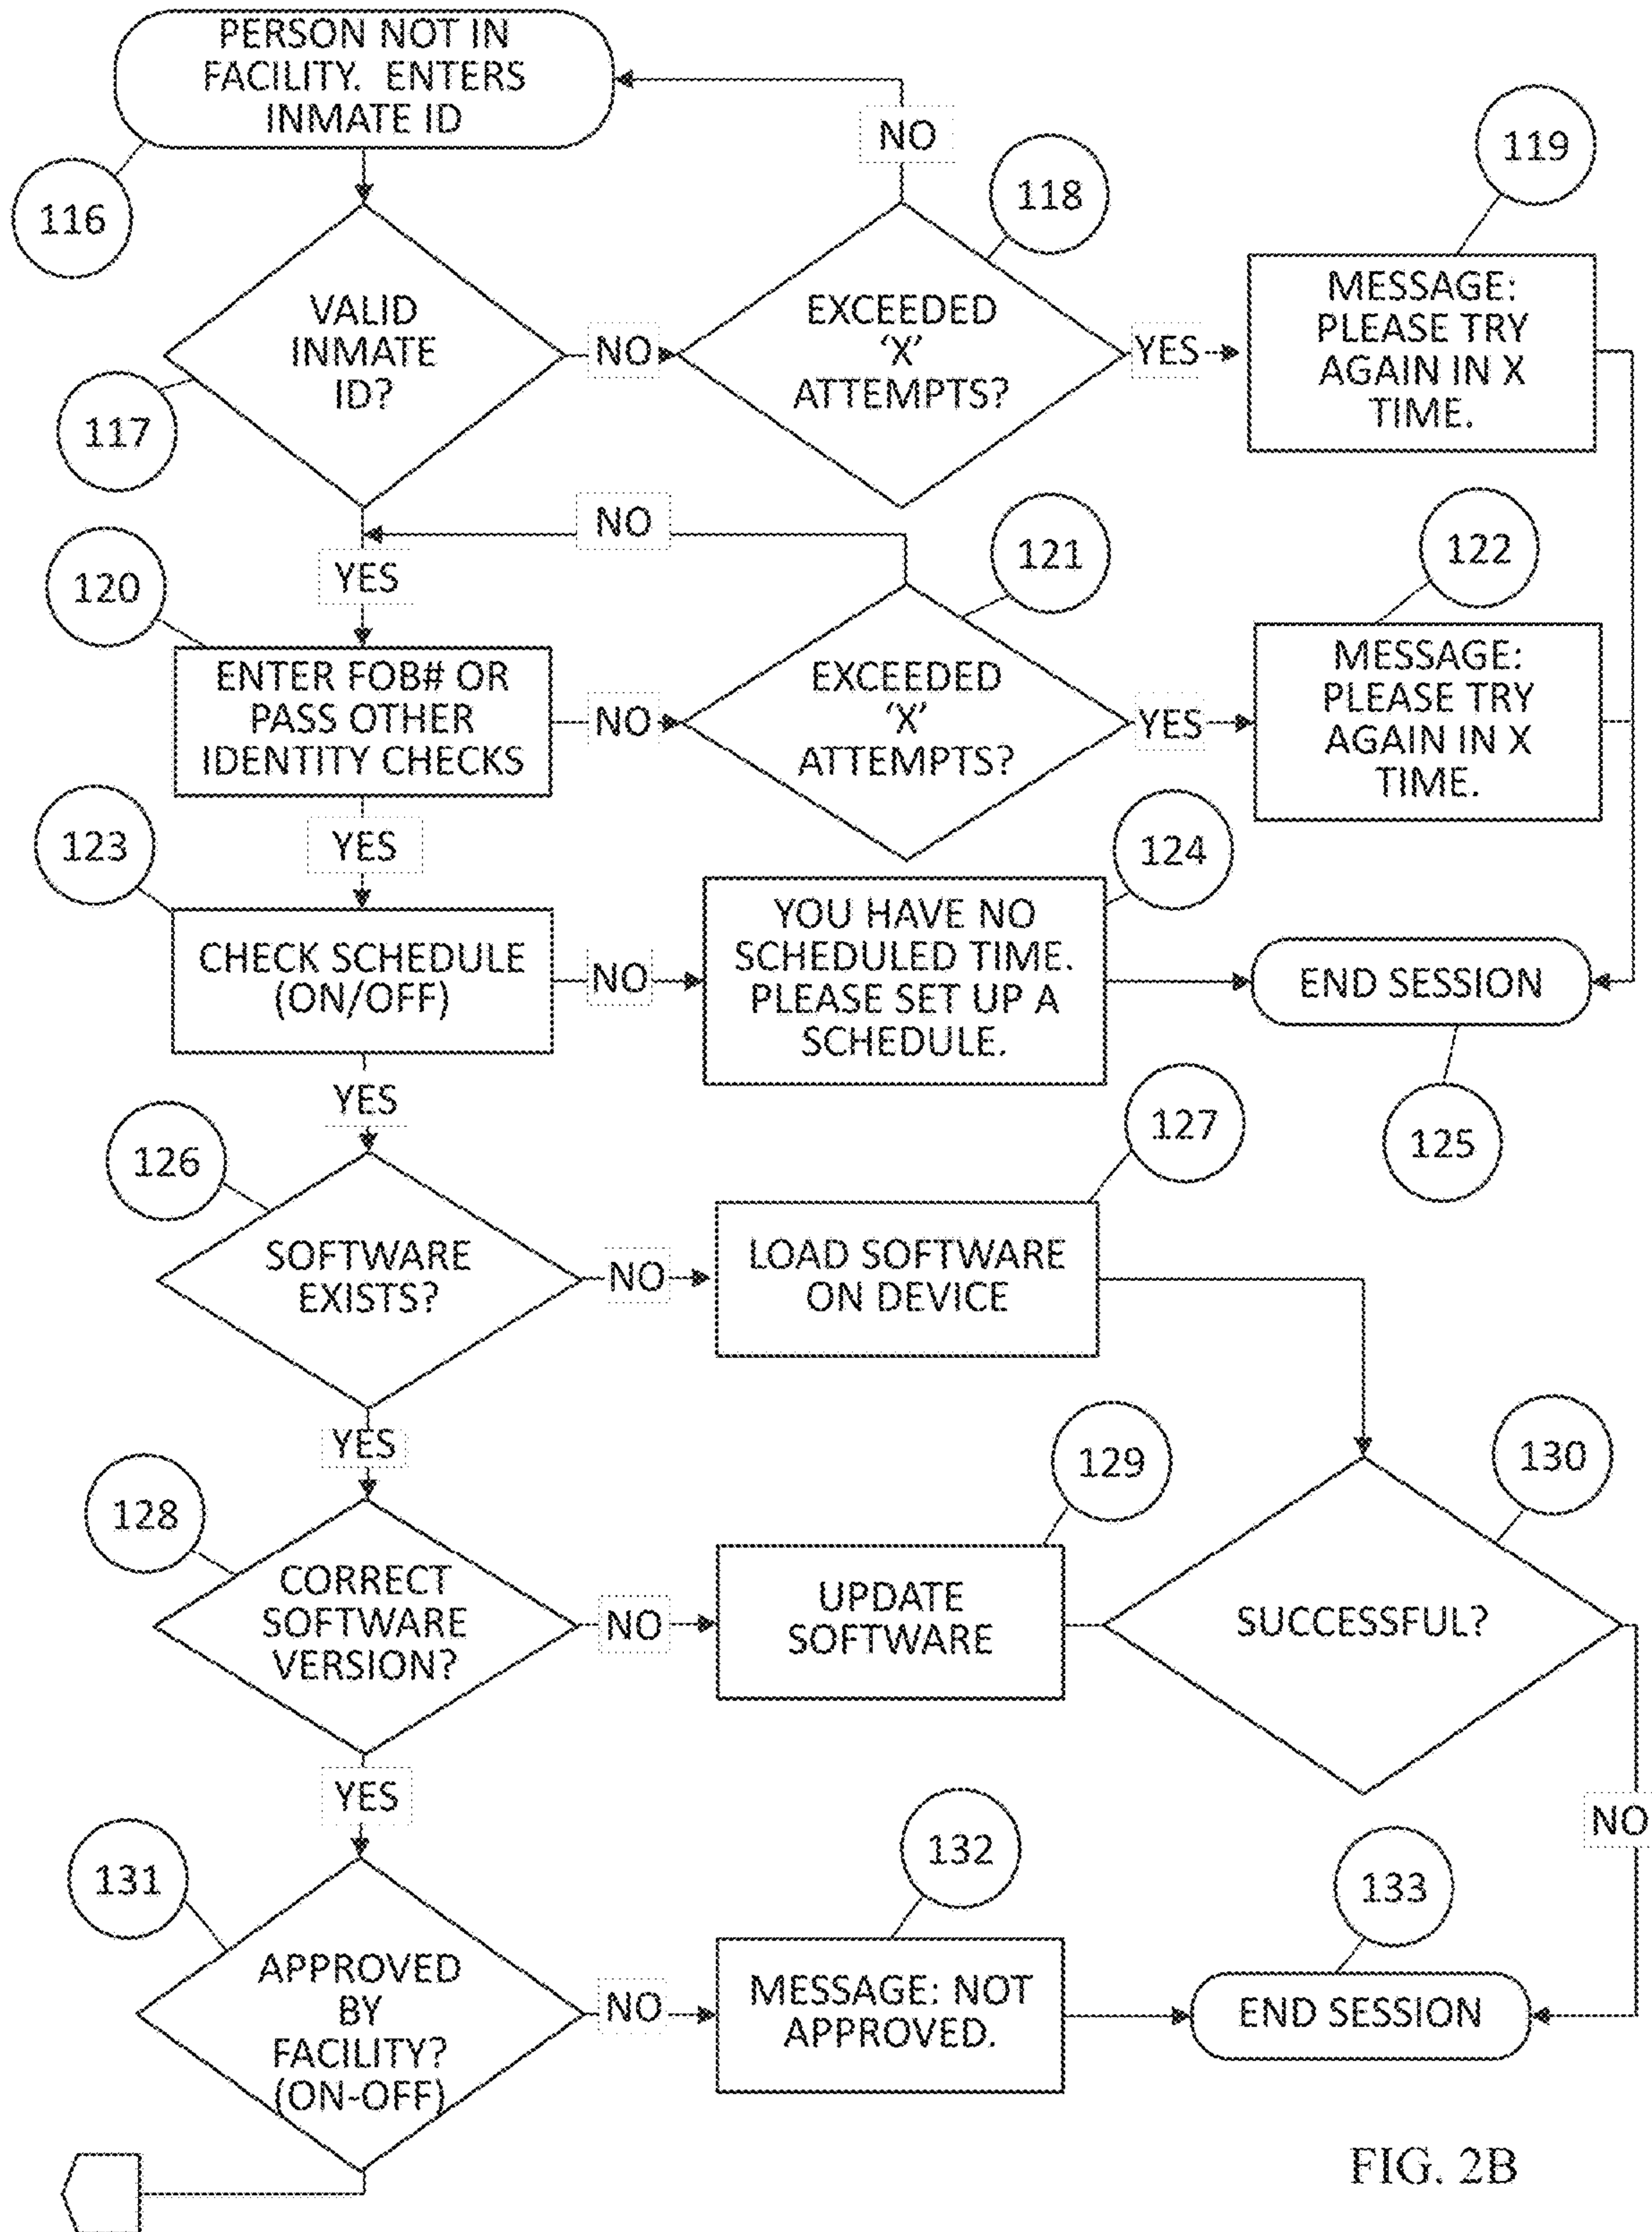 PERSON NOT IN
FACILITY. ENTERS
INMATE ID
NO
116
118
119
VALID
INMATE
ID?
NO
EXCEEDED
‘X’
ATTEMPTS?
YES
MESSAGE:
PLEASE TRY
AGAIN IN X
TIME.
117
NO
YES
120
121
122
ENTER FOB# OR
PASS OTHER
IDENTITY CHECKS
NO
EXCEEDED
‘X’
ATTEMPTS?
YES
MESSAGE:
PLEASE TRY
AGAIN IN X
TIME.
YES
123
124
CHECK SCHEDULE
(ON/OFF)
NO
YOU HAVE NO
SCHEDULED TIME.
PLEASE SET UP A
SCHEDULE.
END SESSION
125
YES
126
127
SOFTWARE
EXISTS?
NO
LOAD SOFTWARE
ON DEVICE
YES
128
129
130
CORRECT
SOFTWARE
VERSION?
NO
UPDATE
SOFTWARE
SUCCESSFUL?
YES
NO
131
132
133
APPROVED
BY
FACILITY?
(ON-OFF)
NO
MESSAGE: NOT
APPROVED.
END SESSION
FIG. 2B